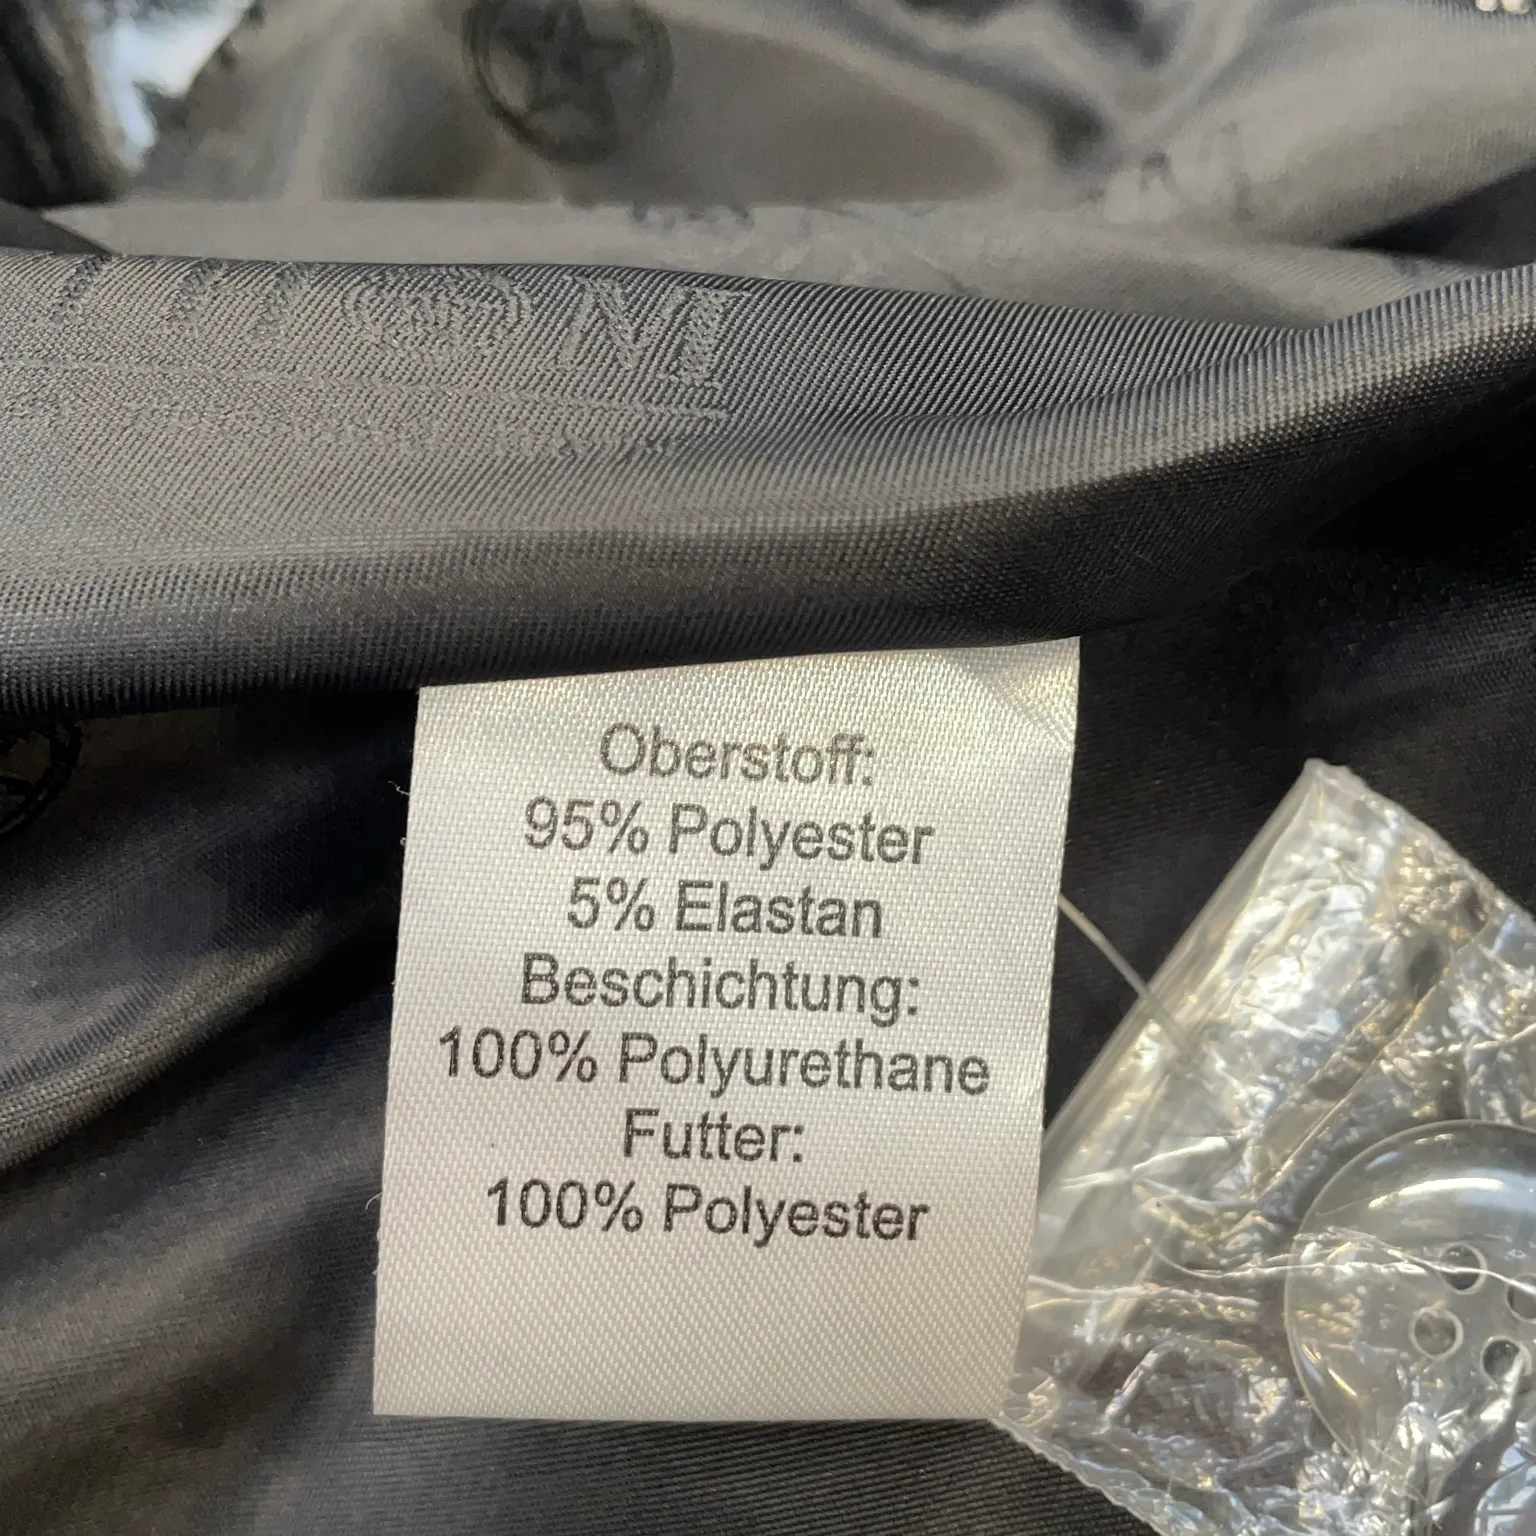 Oberstoff:
95% Polyester
5% Elastan
Beschichtung:
100% Polyurethane
Futter:
100% Polyester